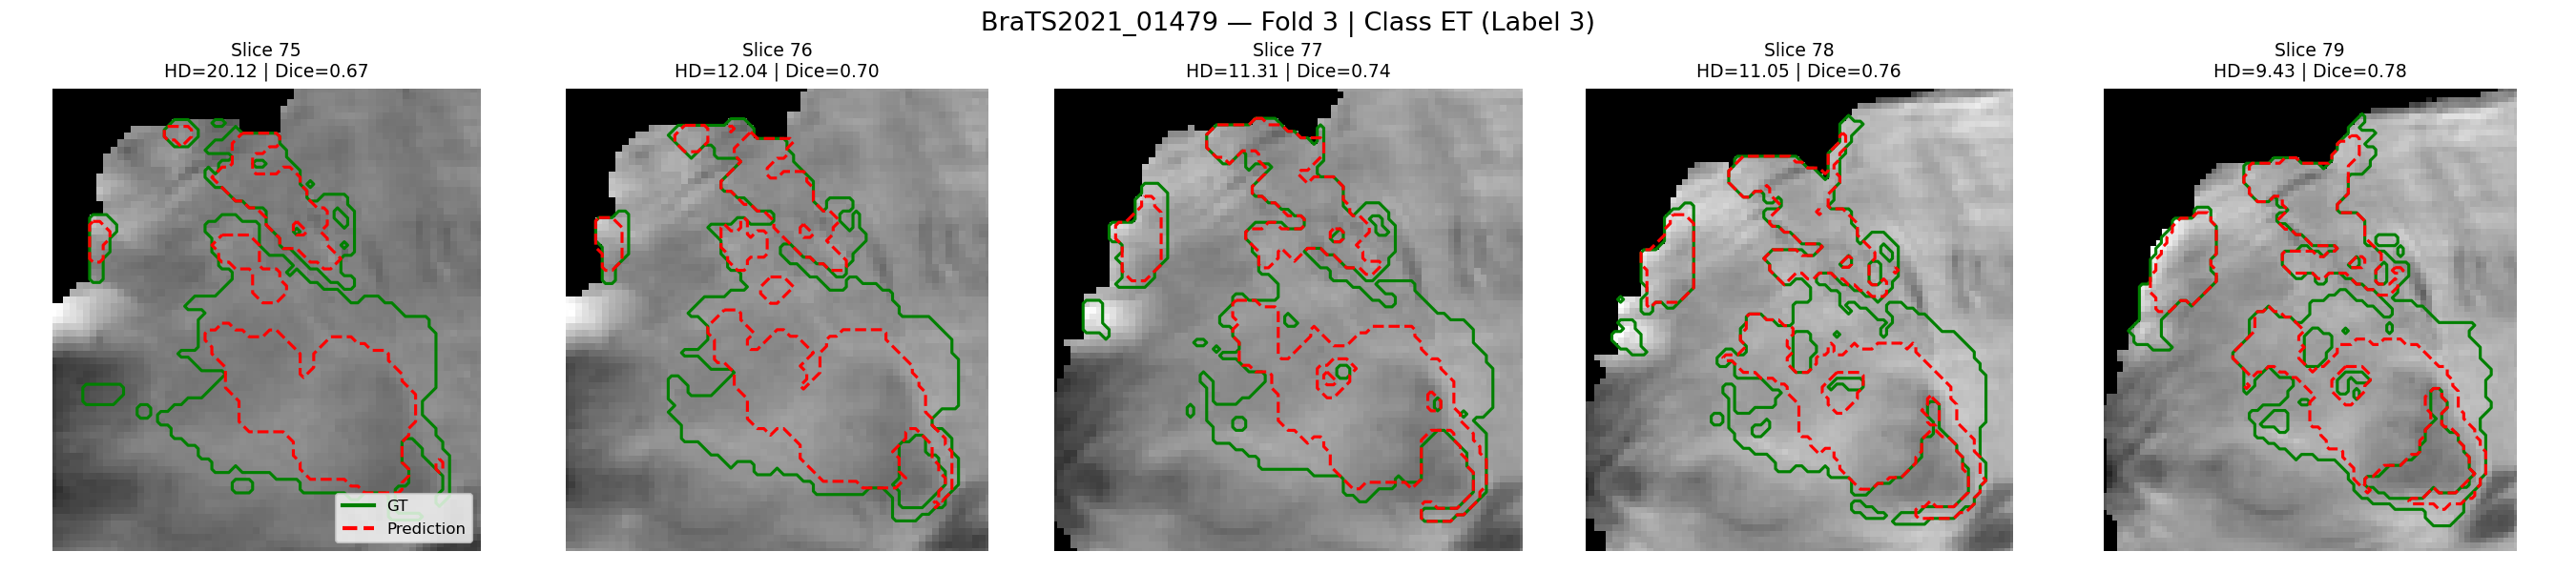 BraTS2021_01479 — Fold 3 | Class ET (Label 3)
Slice 75
HD=20.12 | Dice=0.67
Slice 76
HD=12.04 | Dice=0.70
Slice 77
HD=11.31 | Dice=0.74
Slice 78
HD=11.05 | Dice=0.76
Slice 79
HD=9.43 | Dice=0.78
GT
Prediction